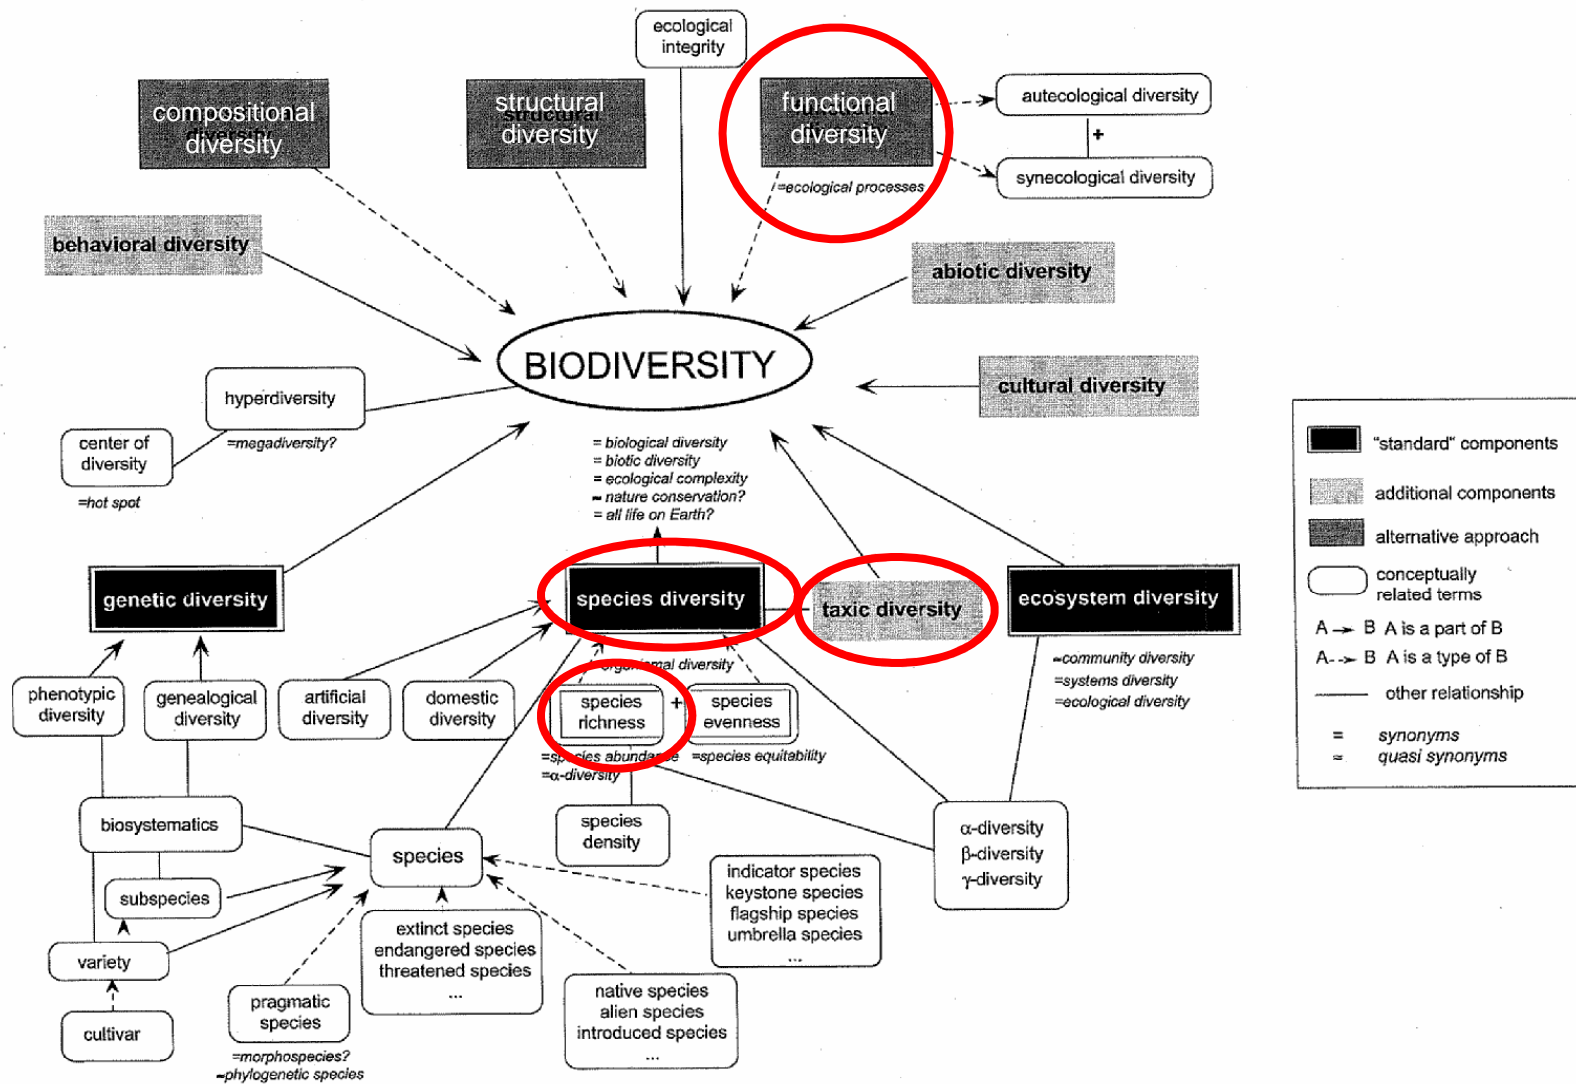 ecological
integrity
compositional
diversity
structural
diversity
functional
diversity
=ecological processes
autecological diversity
+
synecological diversity
behavioral diversity
abiotic diversity
BIODIVERSITY
cultural diversity
hyperdiversity
=megadiversity?
center of
diversity
=hot spot
= biological diversity
= biotic diversity
= ecological complexity
≈ nature conservation?
= all life on Earth?
"standard" components
additional components
alternative approach
conceptually
related terms
A → B A is a part of B
A --> B A is a type of B
other relationship
= synonyms
≈ quasi synonyms
genetic diversity
species diversity
taxic diversity
ecosystem diversity
organismal diversity
≈community diversity
=systems diversity
=ecological diversity
phenotypic
diversity
genealogical
diversity
artificial
diversity
domestic
diversity
species
richness
+
species
evenness
=species abundance
=α-diversity
=species equitability
biosystematics
species
species
density
α-diversity
β-diversity
γ-diversity
subspecies
variety
cultivar
pragmatic
species
=morphospecies?
≈phylogenetic species
extinct species
endangered species
threatened species
...
native species
alien species
introduced species
...
indicator species
keystone species
flagship species
umbrella species
...